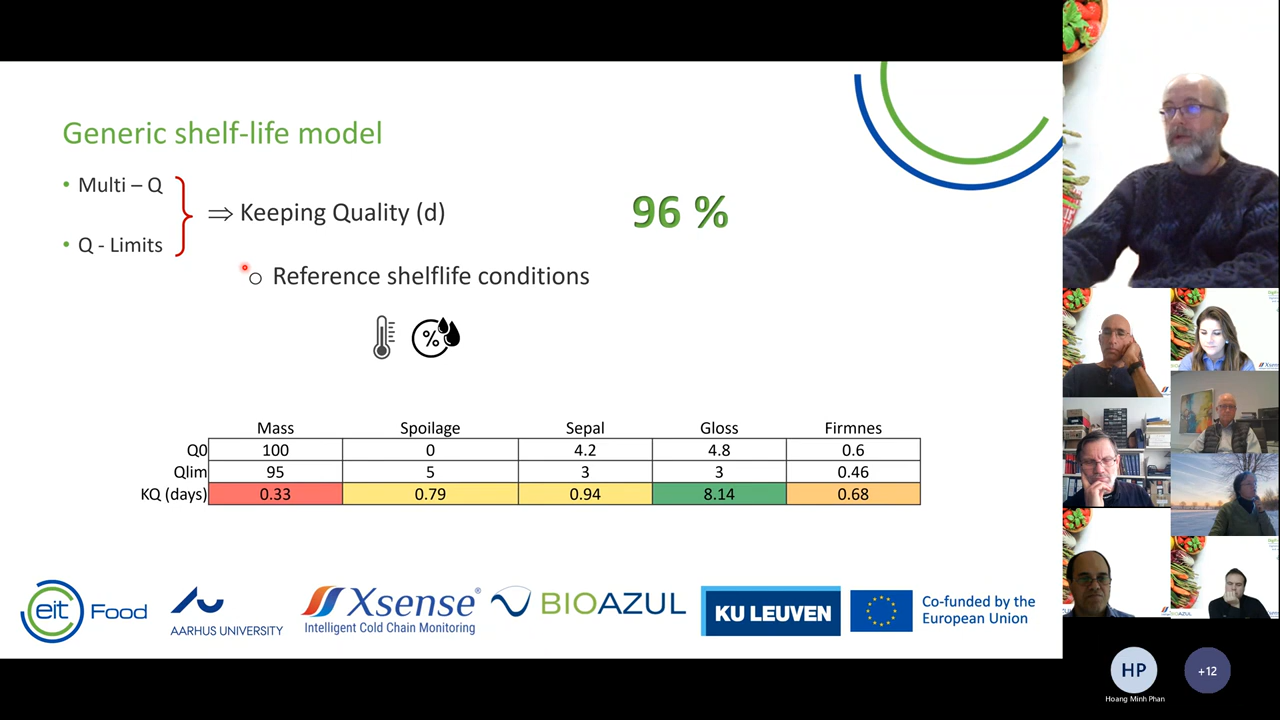 Generic shelf-life model
• Multi – Q
• Q - Limits
⇒ Keeping Quality (d)
96 %
○ Reference shelflife conditions
%
Mass Spoilage Sepal Gloss Firmnes
Q0 100 0 4.2 4.8 0.6
Qlim 95 5 3 3 0.46
KQ (days) 0.33 0.79 0.94 8.14 0.68
eit Food
AARHUS UNIVERSITY
Xsense®
Intelligent Cold Chain Monitoring
BIOAZUL
KU LEUVEN
Co-funded by the
European Union
BIOAZUL
HP
Hoang Minh Phan
+12